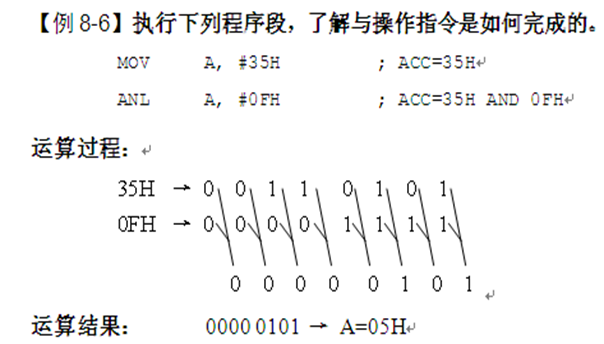 【例 8-6】执行下列程序段，了解与操作指令是如何完成的。
MOV A, #35H ; ACC=35H↵
ANL A, #0FH ; ACC=35H AND 0FH↵
运算过程：↵
35H → 0 0 1 1 0 1 0 1
0FH → 0 0 0 0 1 1 1 1
0 0 0 0 0 1 0 1 ↵
运算结果： 0000 0101 → A=05H↵